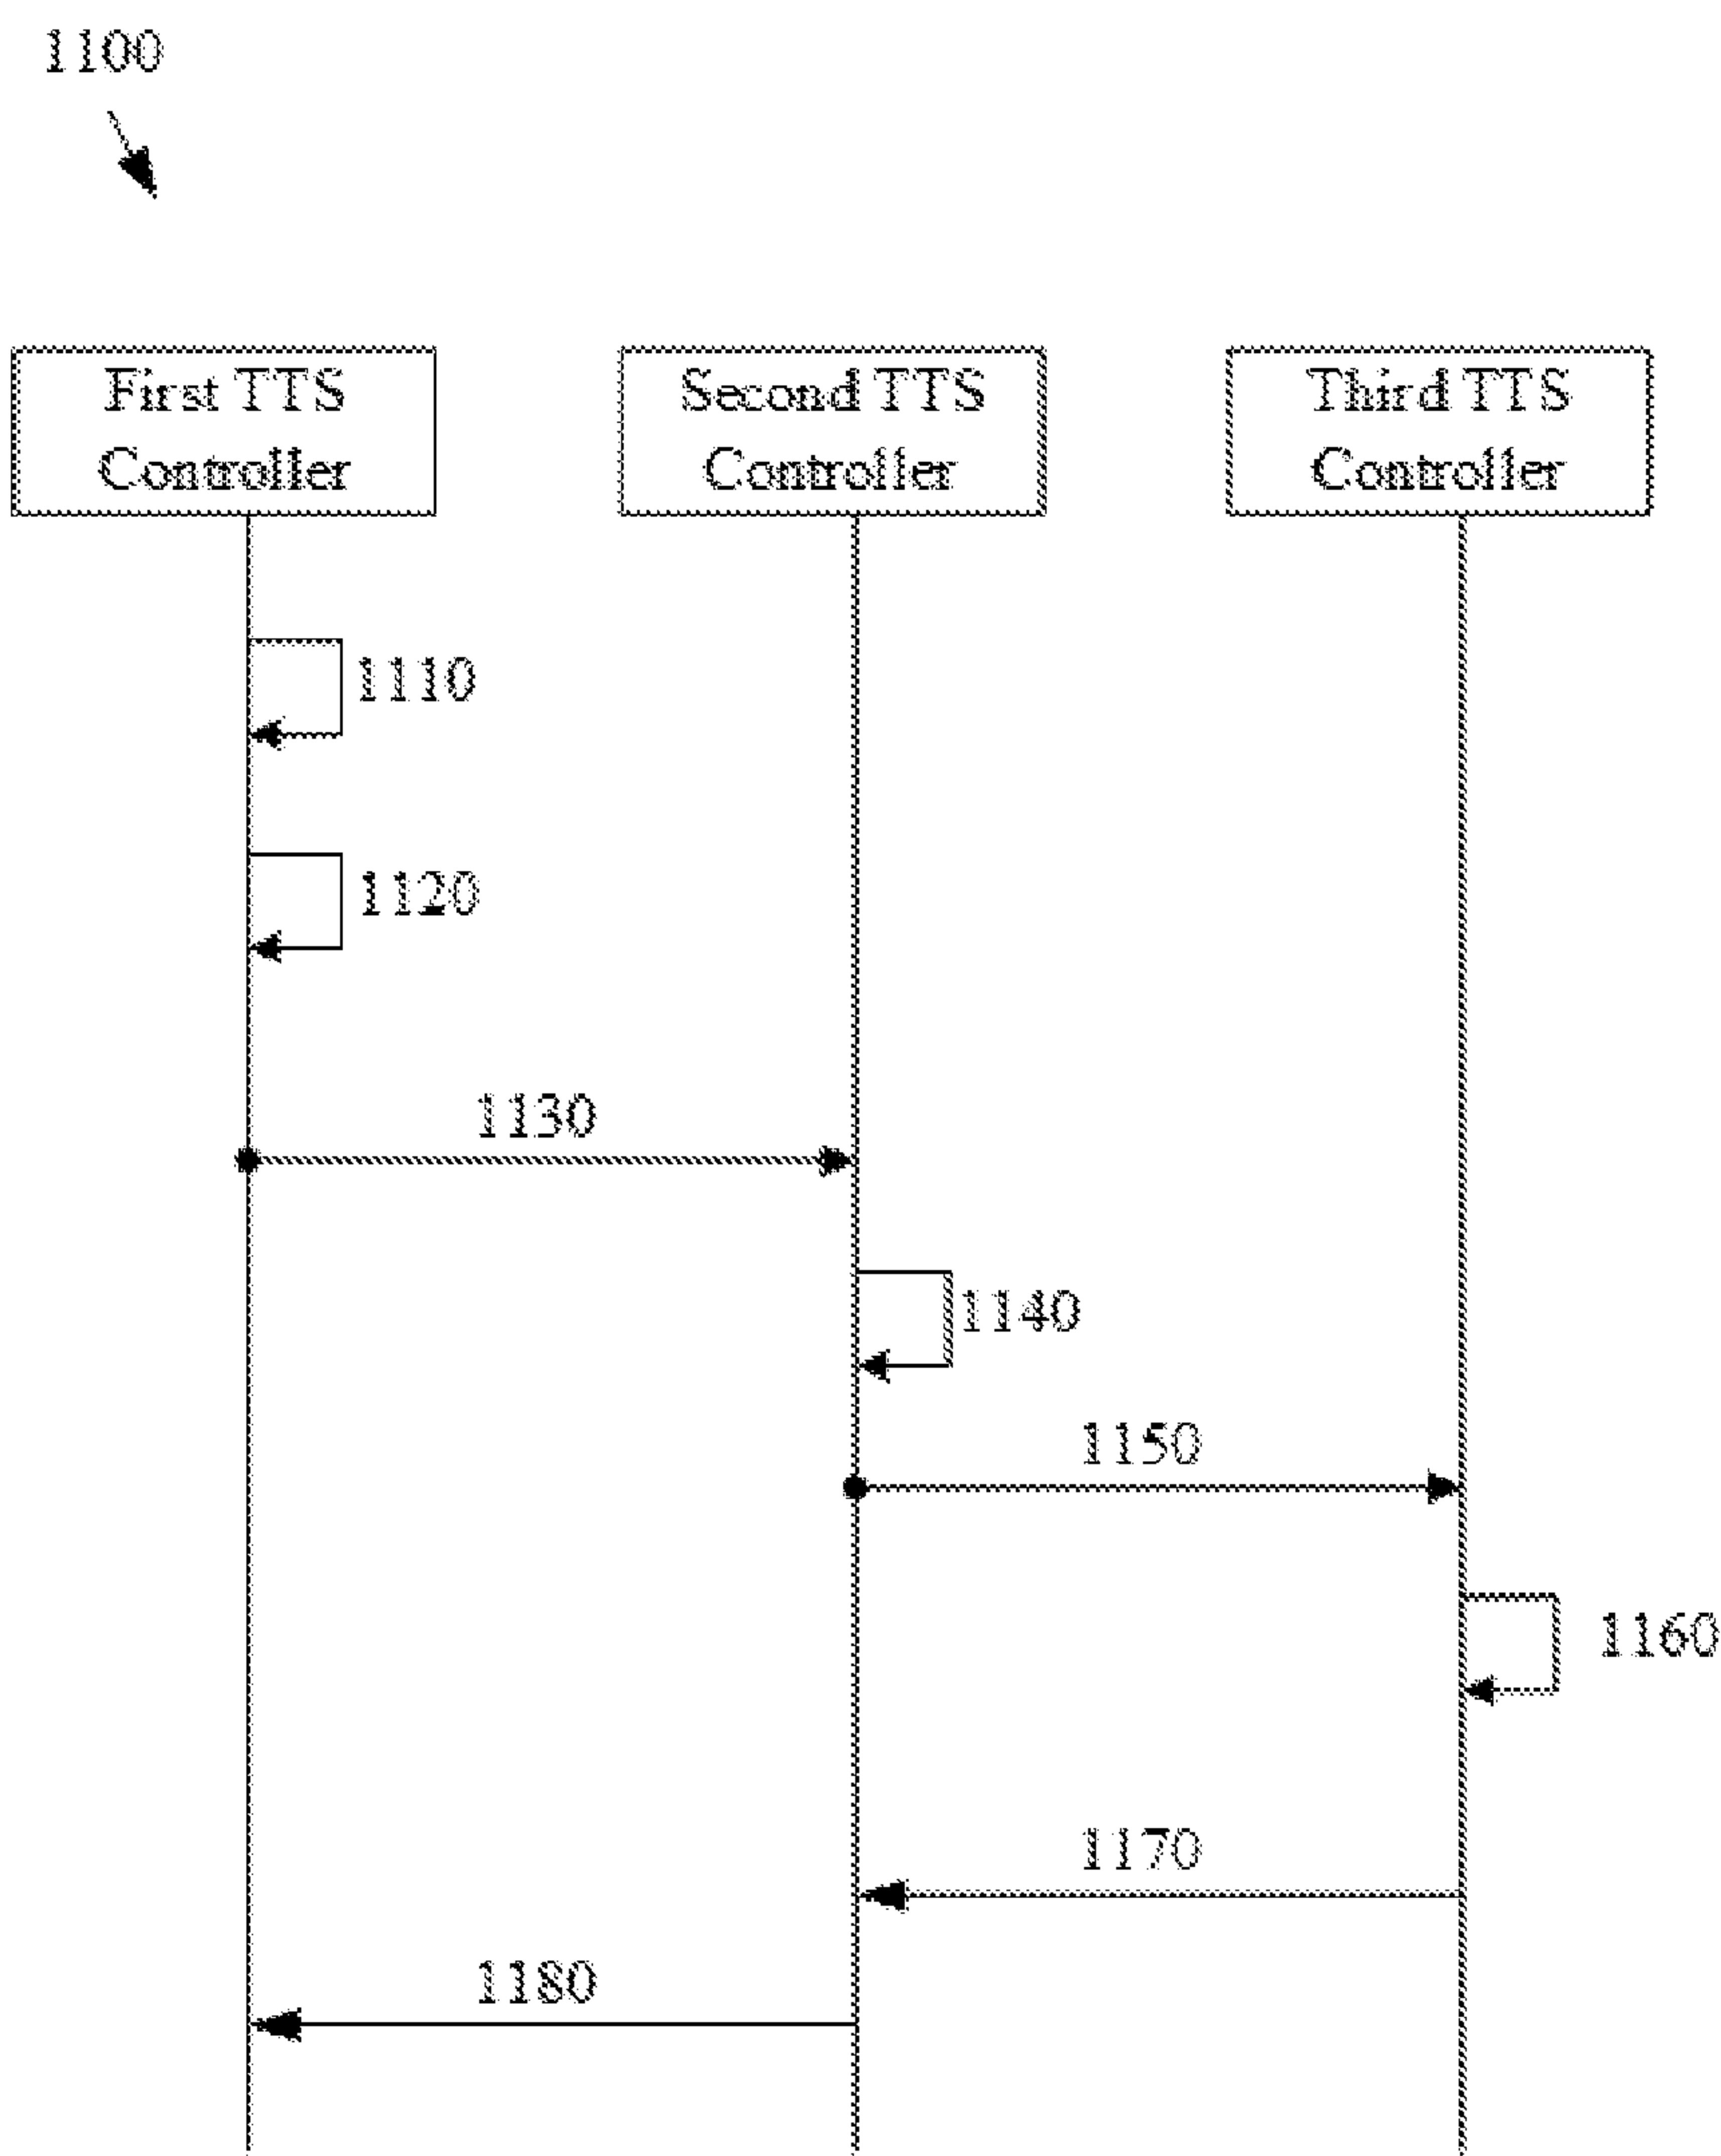 1100
First TTS
Controller
Second TTS
Controller
Third TTS
Controller
1110
1120
1130
1140
1150
1160
1170
1180